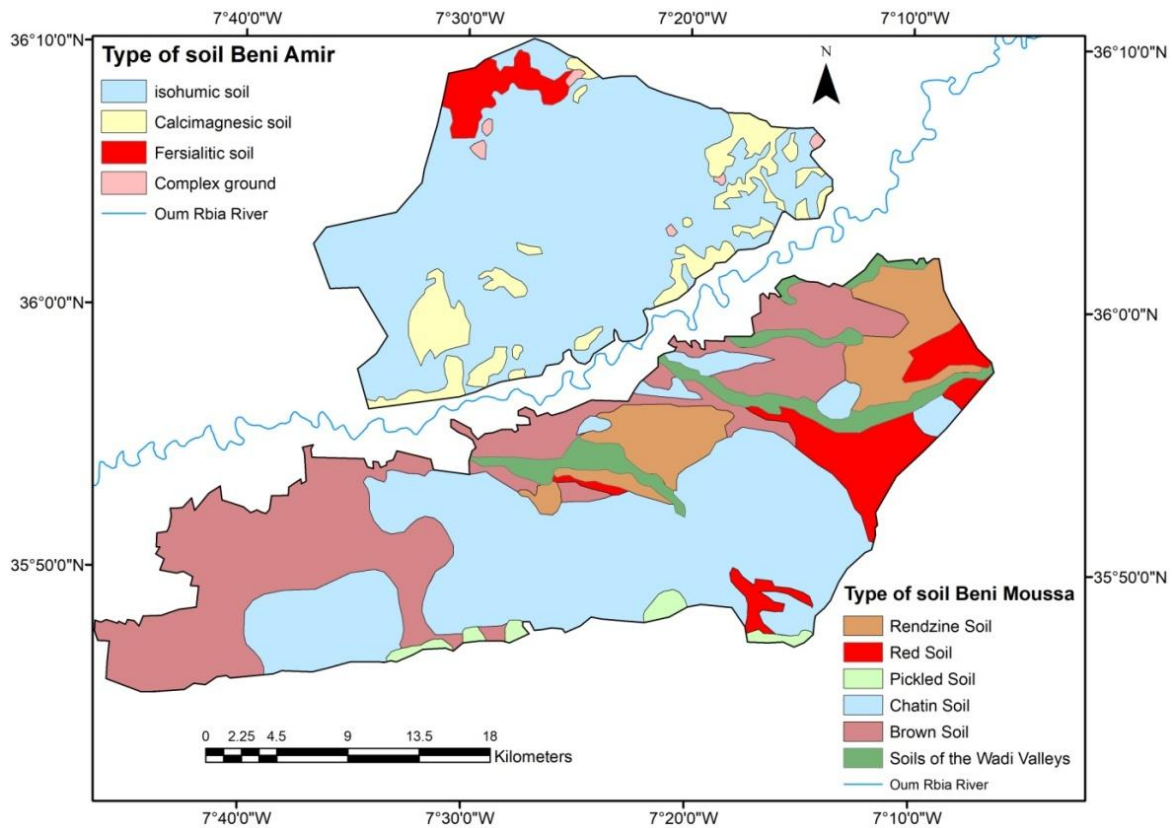 7°40'0"W 7°30'0"W 7°20'0"W 7°10'0"W
36°10'0"N
36°10'0"N
Type of soil Beni Amir
isohumic soil
Calcimagnesic soil
Fersialitic soil
Complex ground
Oum Rbia River
N
36°0'0"N
36°0'0"N
35°50'0"N
35°50'0"N
Type of soil Beni Moussa
Rendzine Soil
Red Soil
Pickled Soil
Chatin Soil
Brown Soil
Soils of the Wadi Valleys
Oum Rbia River
0 2.25 4.5 9 13.5 18
Kilometers
7°40'0"W 7°30'0"W 7°20'0"W 7°10'0"W